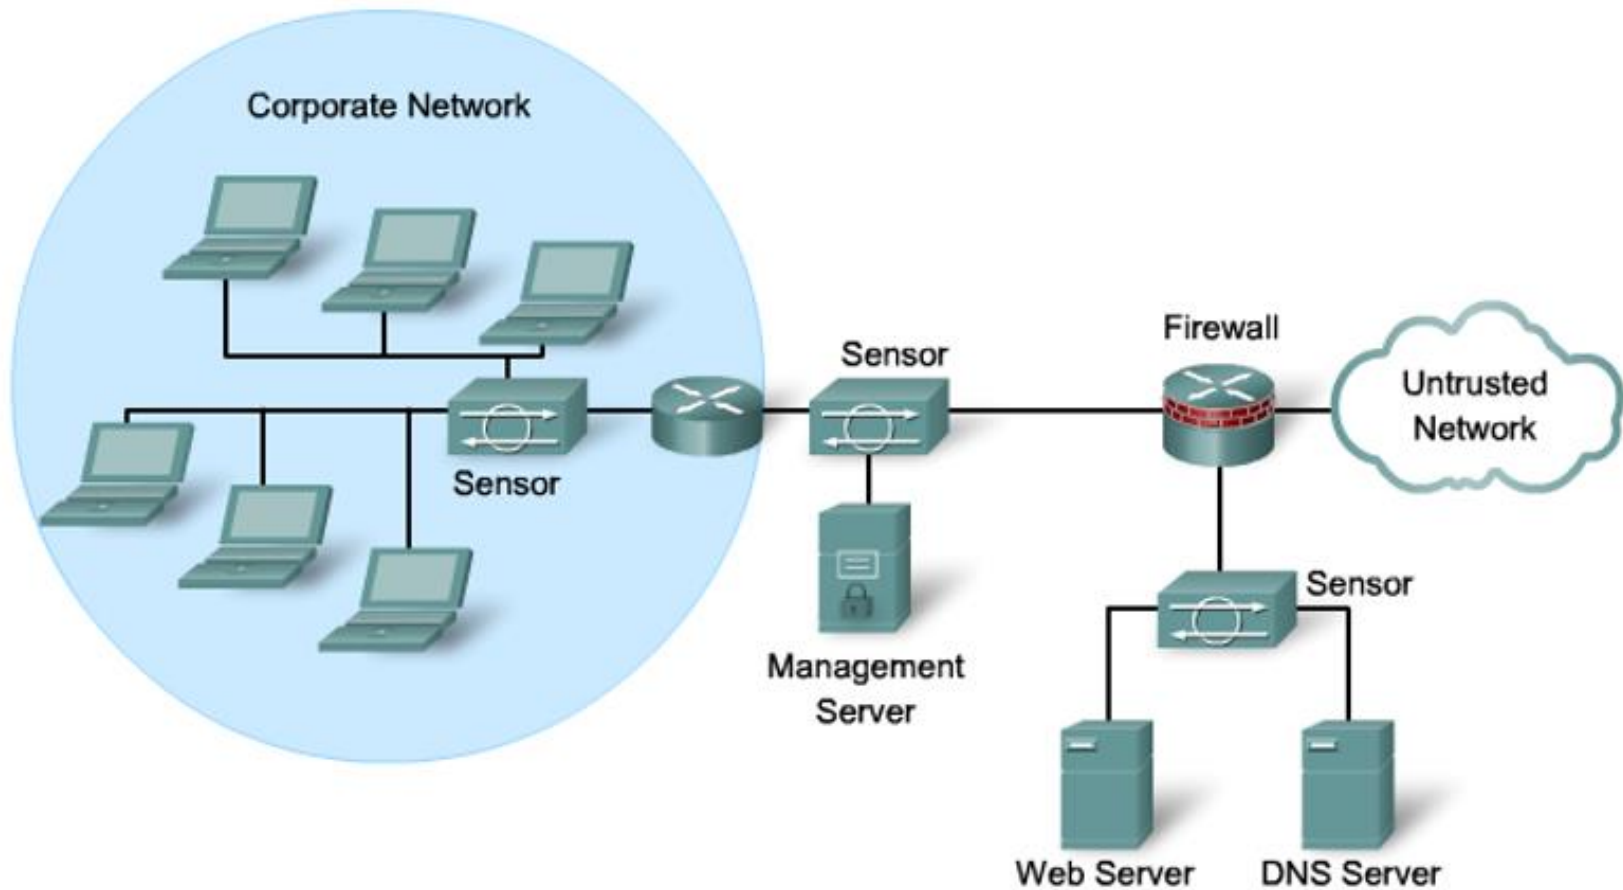 Corporate Network
Sensor
Firewall
Untrusted
Network
Sensor
Sensor
Management
Server
Web Server
DNS Server